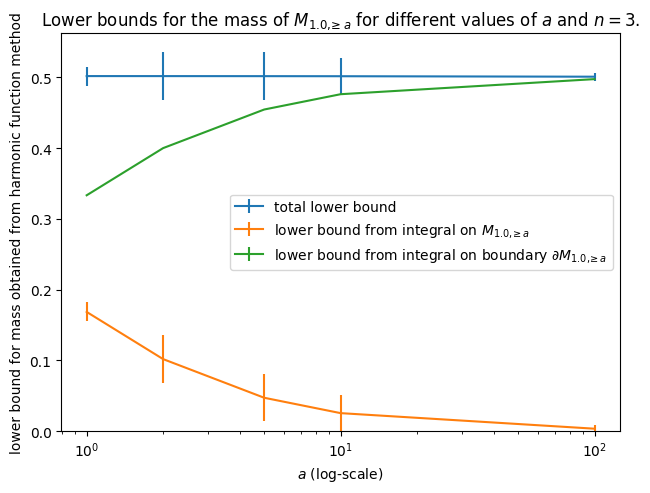 Lower bounds for the mass of $M_{1.0,\geq a}$ for different values of $a$ and $n = 3$.
lower bound for mass obtained from harmonic function method
0.5
0.4
0.3
0.2
0.1
0.0
total lower bound
lower bound from integral on $M_{1.0,\geq a}$
lower bound from integral on boundary $\partial M_{1.0,\geq a}$
$10^0$ $10^1$ $10^2$
$a$ (log-scale)